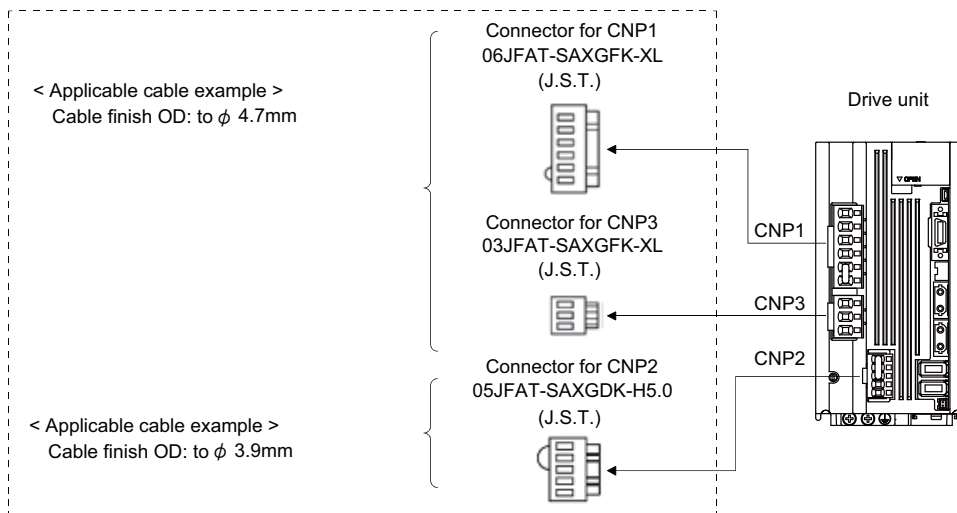 Connector for CNP1
06JFAT-SAXGFK-XL
(J.S.T.)
< Applicable cable example >
Cable finish OD: to ϕ 4.7mm
Drive unit
▽ OPEN
CNP1
Connector for CNP3
03JFAT-SAXGFK-XL
(J.S.T.)
CNP3
CNP2
Connector for CNP2
05JFAT-SAXGDK-H5.0
(J.S.T.)
< Applicable cable example >
Cable finish OD: to ϕ 3.9mm